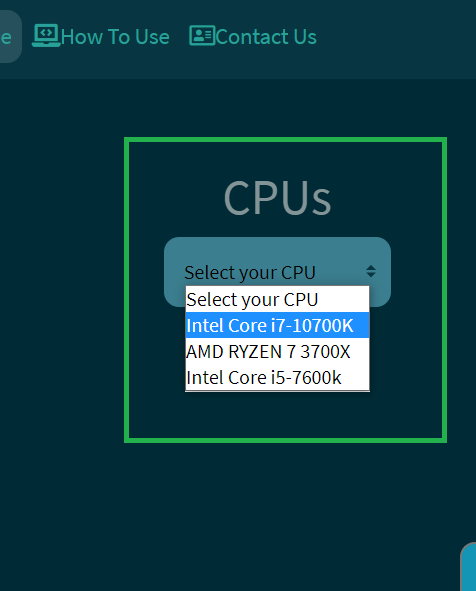 e How To Use Contact Us
CPUs
Select your CPU
Select your CPU
Intel Core i7-10700K
AMD RYZEN 7 3700X
Intel Core i5-7600k